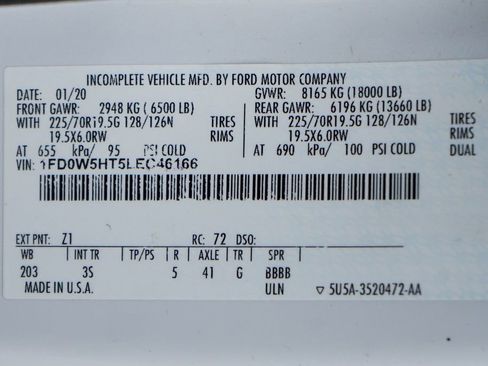 INCOMPLETE VEHICLE MFD. BY FORD MOTOR COMPANY
DATE: 01/20 GVWR: 8165 KG (18000 LB)
FRONT GAWR: 2948 KG ( 6500 LB) REAR GAWR: 6196 KG (13660 LB)
WITH 225/70R19.5G 128/126N TIRES WITH 225/70R19.5G 128/126N TIRES
19.5X6.0RW RIMS 19.5X6.0RW RIMS
AT 655 kPa/ 95 PSI COLD AT 690 kPa/ 100 PSI COLD DUAL
VIN: 1FD0W5HT5LEC46166
EXT PNT: Z1 RC: 72 DSO:
WB INT TR TP/PS R AXLE TR SPR
203 3S 5 41 G BBBB
MADE IN U.S.A. ULN ▽ 5U5A-3520472-AA